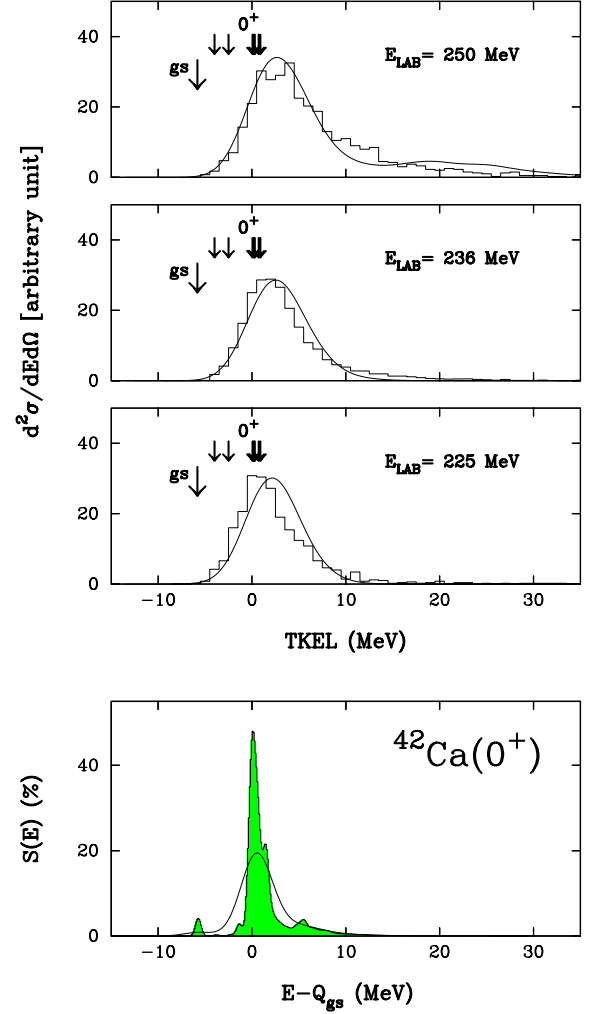 40
20
0
0⁺
gs
E_LAB= 250 MeV
40
20
0
0⁺
gs
E_LAB= 236 MeV
40
20
0
0⁺
gs
E_LAB= 225 MeV
−10 0 10 20 30
TKEL (MeV)
d²σ/dEdΩ [arbitrary unit]
40
20
0
⁴²Ca(0⁺)
−10 0 10 20 30
E−Q_gs (MeV)
S(E) (%)